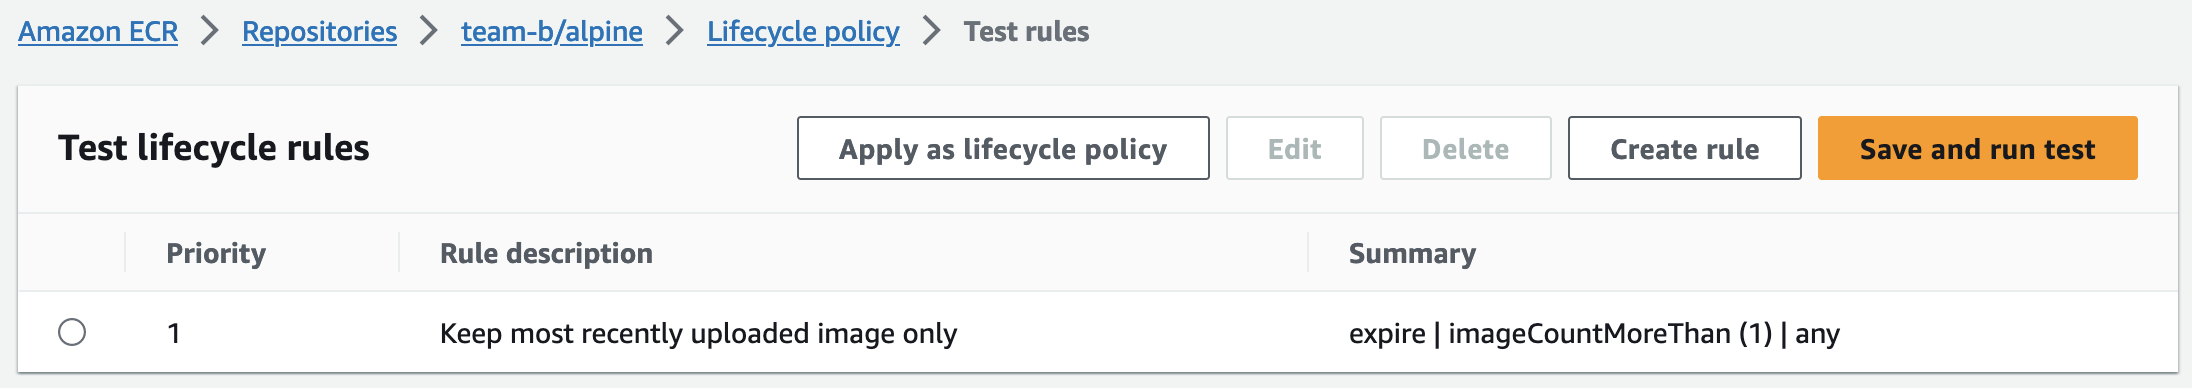 Amazon ECR > Repositories > team-b/alpine > Lifecycle policy > Test rules
Test lifecycle rules Apply as lifecycle policy Edit Delete Create rule Save and run test
Priority Rule description Summary
1 Keep most recently uploaded image only expire | imageCountMoreThan (1) | any